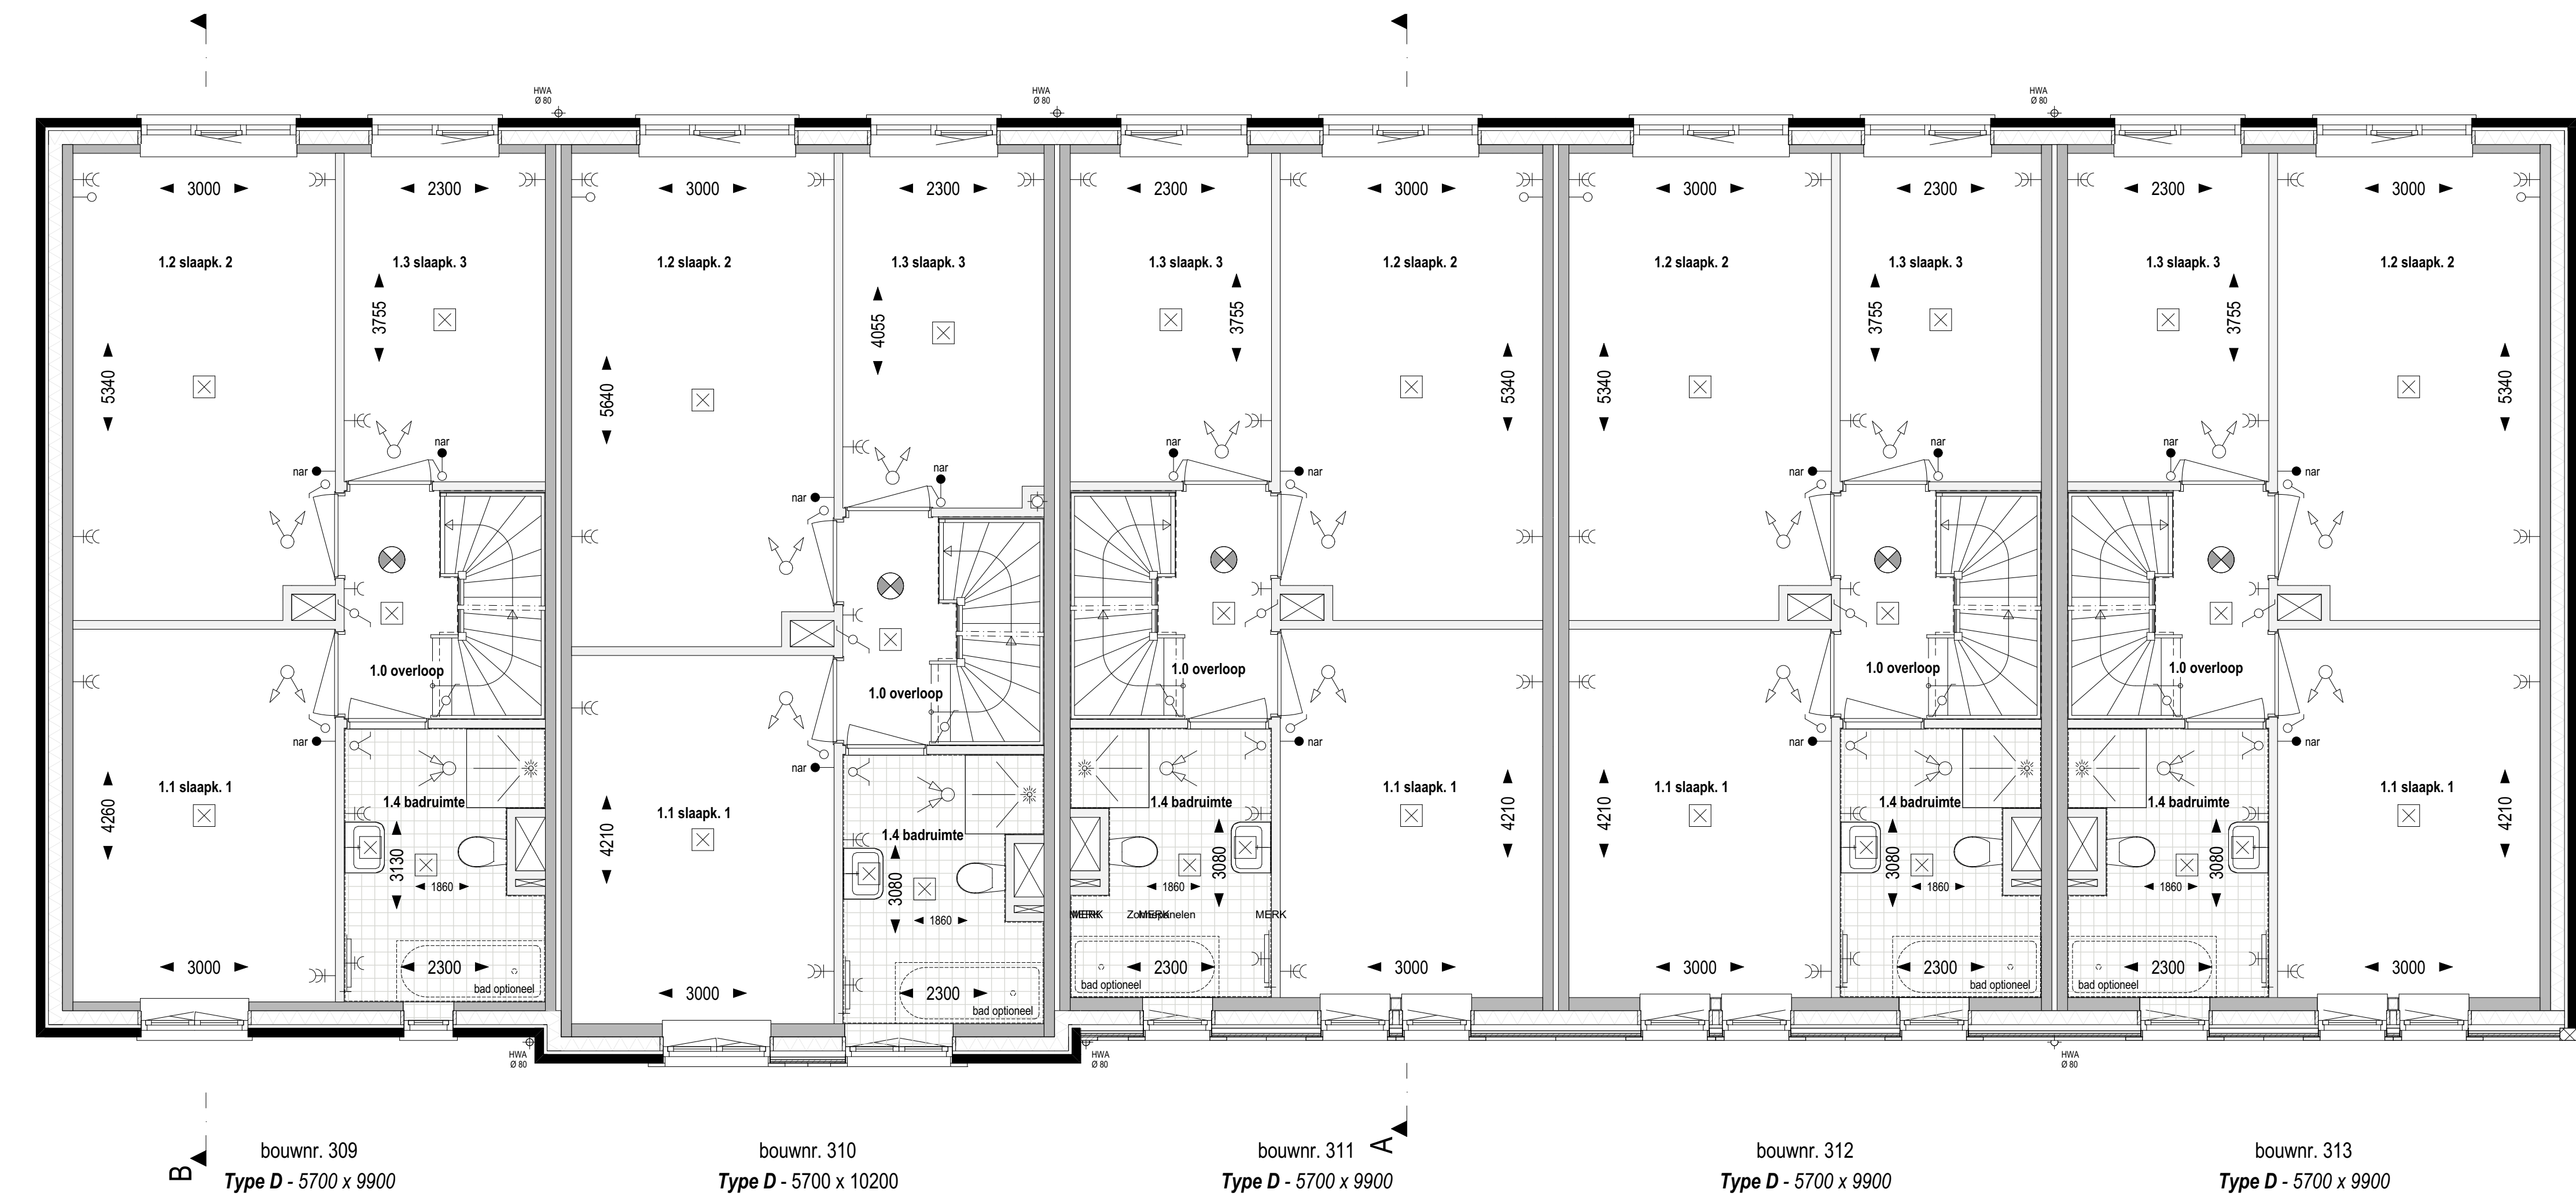 HWA
Ø 80
HWA
Ø 80
HWA
Ø 80
3000
2300
3000
2300
2300
3000
3000
2300
2300
3000
1.2 slaapk. 2
1.3 slaapk. 3
1.2 slaapk. 2
1.3 slaapk. 3
1.3 slaapk. 3
1.2 slaapk. 2
1.2 slaapk. 2
1.3 slaapk. 3
1.3 slaapk. 3
1.2 slaapk. 2
3755
4055
3755
3755
3755
5340
5640
5340
5340
5340
nar
nar
nar
nar
nar
nar
nar
nar
nar
nar
1.0 overloop
1.0 overloop
1.0 overloop
1.0 overloop
1.0 overloop
nar
nar
nar
nar
nar
1.1 slaapk. 1
1.1 slaapk. 1
1.1 slaapk. 1
1.1 slaapk. 1
1.1 slaapk. 1
1.4 badruimte
1.4 badruimte
1.4 badruimte
1.4 badruimte
1.4 badruimte
4260
4210
4210
4210
4210
3130
3080
3080
3080
3080
1860
1860
1860
1860
1860
MERK
MERK
MERK
3000
2300
3000
2300
2300
3000
3000
2300
2300
3000
bad optioneel
bad optioneel
bad optioneel
bad optioneel
bad optioneel
HWA
Ø 80
HWA
Ø 80
HWA
Ø 80
B
A
bouwnr. 309
Type D - 5700 x 9900
bouwnr. 310
Type D - 5700 x 10200
bouwnr. 311
Type D - 5700 x 9900
bouwnr. 312
Type D - 5700 x 9900
bouwnr. 313
Type D - 5700 x 9900